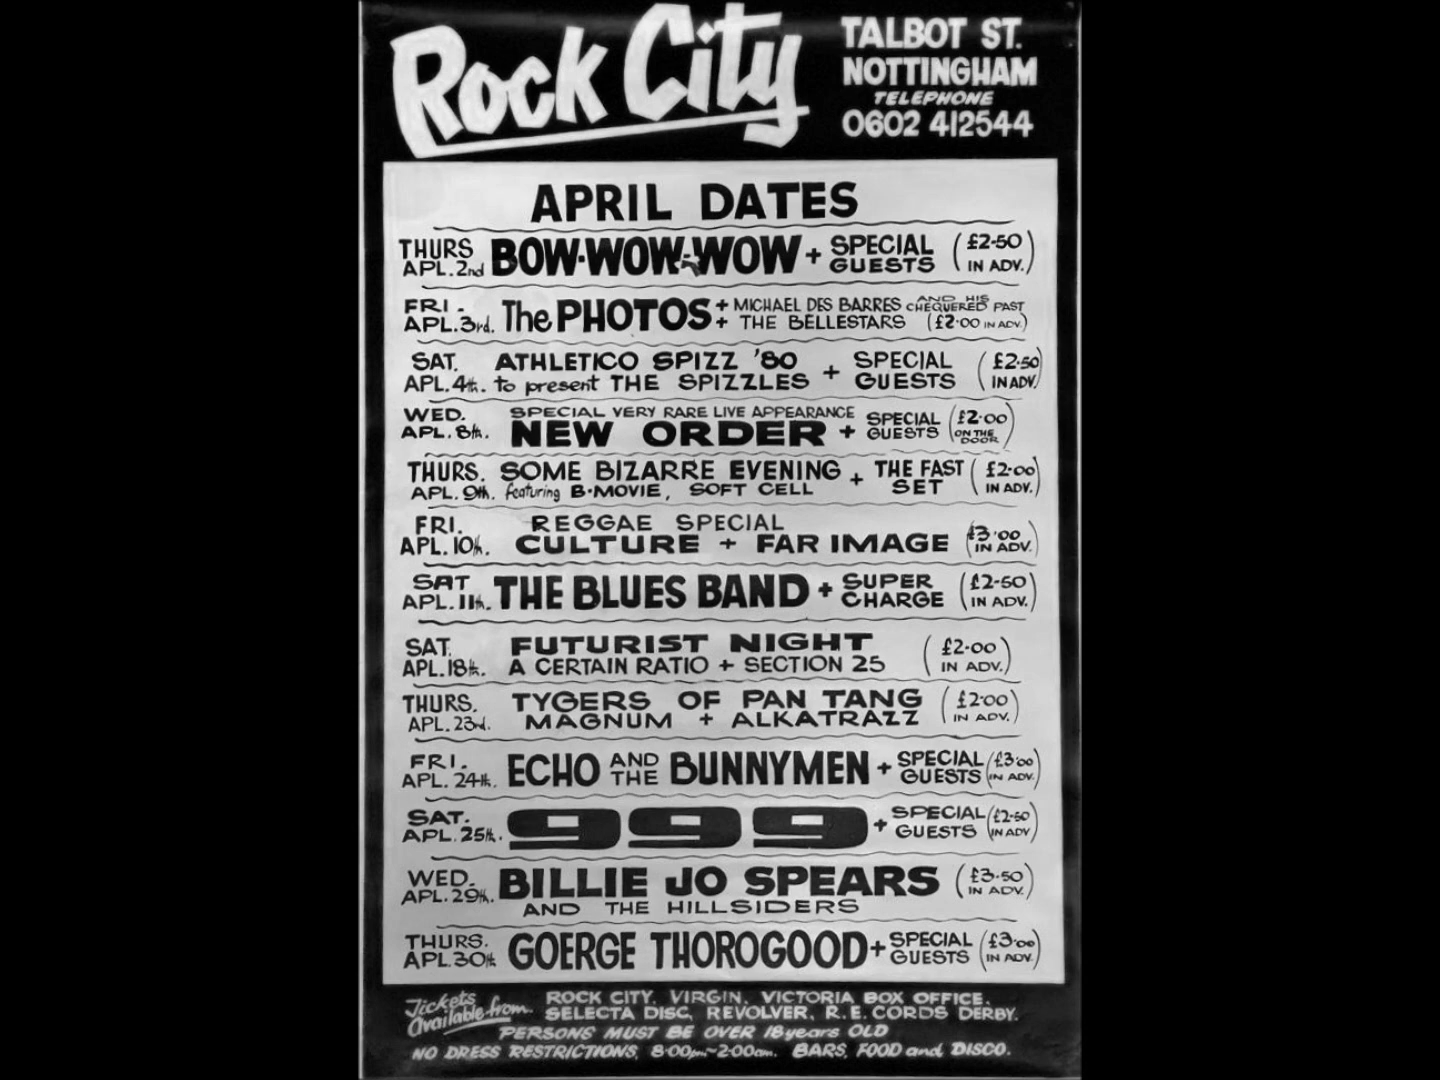 Rock City
TALBOT ST.
NOTTINGHAM
TELEPHONE
0602 412544
APRIL DATES
THURS APL. 2nd BOW·WOW·WOW + SPECIAL GUESTS (£2·50 IN ADV.)
FRI. APL. 3rd. The PHOTOS + MICHAEL DES BARRES AND HIS CHEQUERED PAST + THE BELLESTARS (£2·00 IN ADV.)
SAT. APL. 4th. ATHLETICO SPIZZ '80 to present THE SPIZZLES + SPECIAL GUESTS (£2·50 IN ADV.)
WED. APL. 8th. SPECIAL VERY RARE LIVE APPEARANCE NEW ORDER + SPECIAL GUESTS (£2·00 ON THE DOOR)
THURS. APL. 9th. SOME BIZARRE EVENING featuring B·MOVIE, SOFT CELL + THE FAST SET (£2·00 IN ADV.)
FRI. APL. 10th. REGGAE SPECIAL CULTURE + FAR IMAGE (£3·00 IN ADV.)
SAT APL. 11th. THE BLUES BAND + SUPER CHARGE (£2·50 IN ADV.)
SAT. APL. 18th. FUTURIST NIGHT A CERTAIN RATIO + SECTION 25 (£2·00 IN ADV.)
THURS. APL. 23rd. TYGERS OF PAN TANG MAGNUM + ALKATRAZZ (£2·00 IN ADV.)
FRI. APL. 24th. ECHO AND THE BUNNYMEN + SPECIAL GUESTS (£3·00 IN ADV.)
SAT. APL. 25th. 999 + SPECIAL GUESTS (£2·50 IN ADV)
WED. APL. 29th. BILLIE JO SPEARS AND THE HILLSIDERS (£3·50 IN ADV.)
THURS. APL. 30th. GOERGE THOROGOOD + SPECIAL GUESTS (£3·00 IN ADV.)
Tickets available from. ROCK CITY, VIRGIN, VICTORIA BOX OFFICE,
SELECTA DISC, REVOLVER, R.E. CORDS DERBY.
PERSONS MUST BE OVER 18 years OLD
NO DRESS RESTRICTIONS, 8·00pm~2·00am. BARS, FOOD and DISCO.